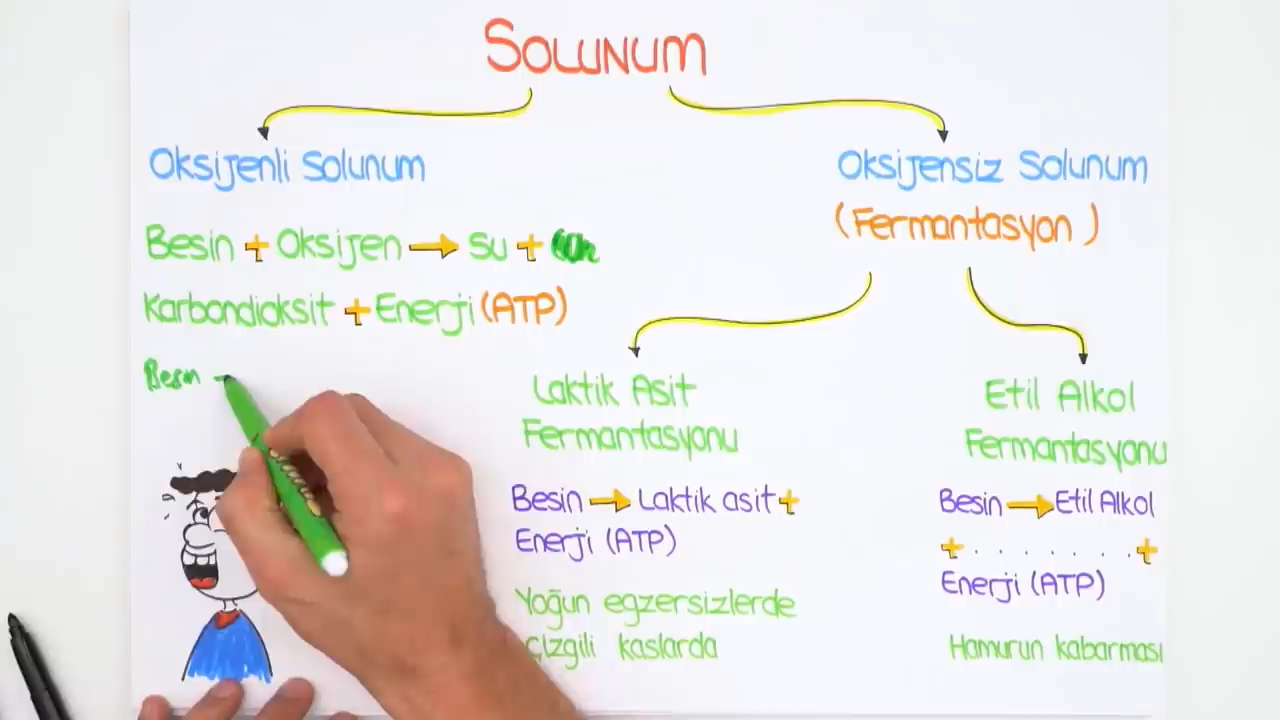 SOLUNUM
Oksijenli Solunum
Besin + Oksijen → Su +
Karbondioksit + Enerji (ATP)
Besin -
Oksijensiz Solunum
(Fermantasyon)
Laktik Asit
Fermantasyonu
Besin → Laktik asit +
Enerji (ATP)
Yoğun egzersizlerde
Çizgili kaslarda
Etil Alkol
Fermantasyonu
Besin → Etil Alkol
+ . . . . . . . +
Enerji (ATP)
Hamurun kabarması